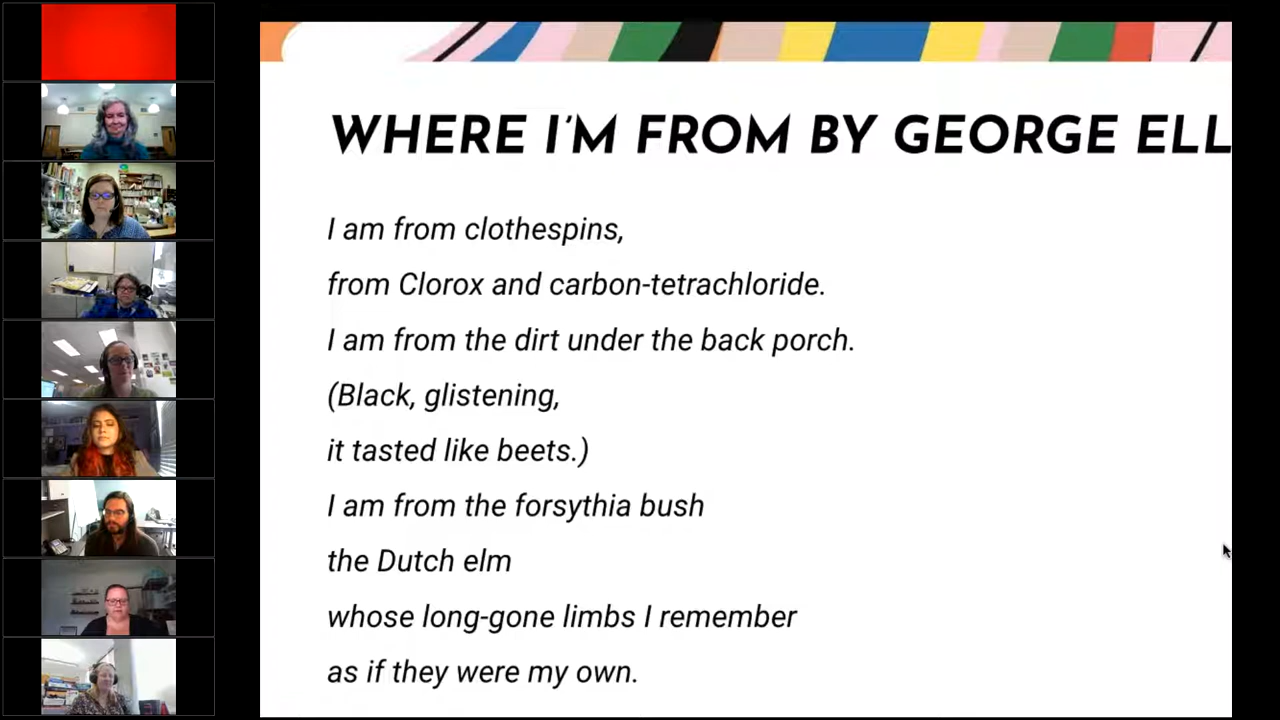 WHERE I'M FROM BY GEORGE ELL
I am from clothespins,
from Clorox and carbon-tetrachloride.
I am from the dirt under the back porch.
(Black, glistening,
it tasted like beets.)
I am from the forsythia bush
the Dutch elm
whose long-gone limbs I remember
as if they were my own.